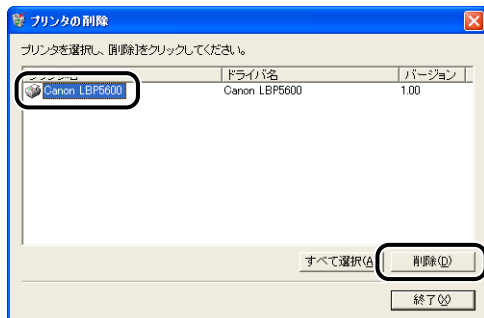 プリンタの削除
プリンタを選択し、[削除]をクリックしてください。
ドライバ名 バージョン
Canon LBP5600 Canon LBP5600 1.00
すべて選択(A 削除(D)
終了(X)